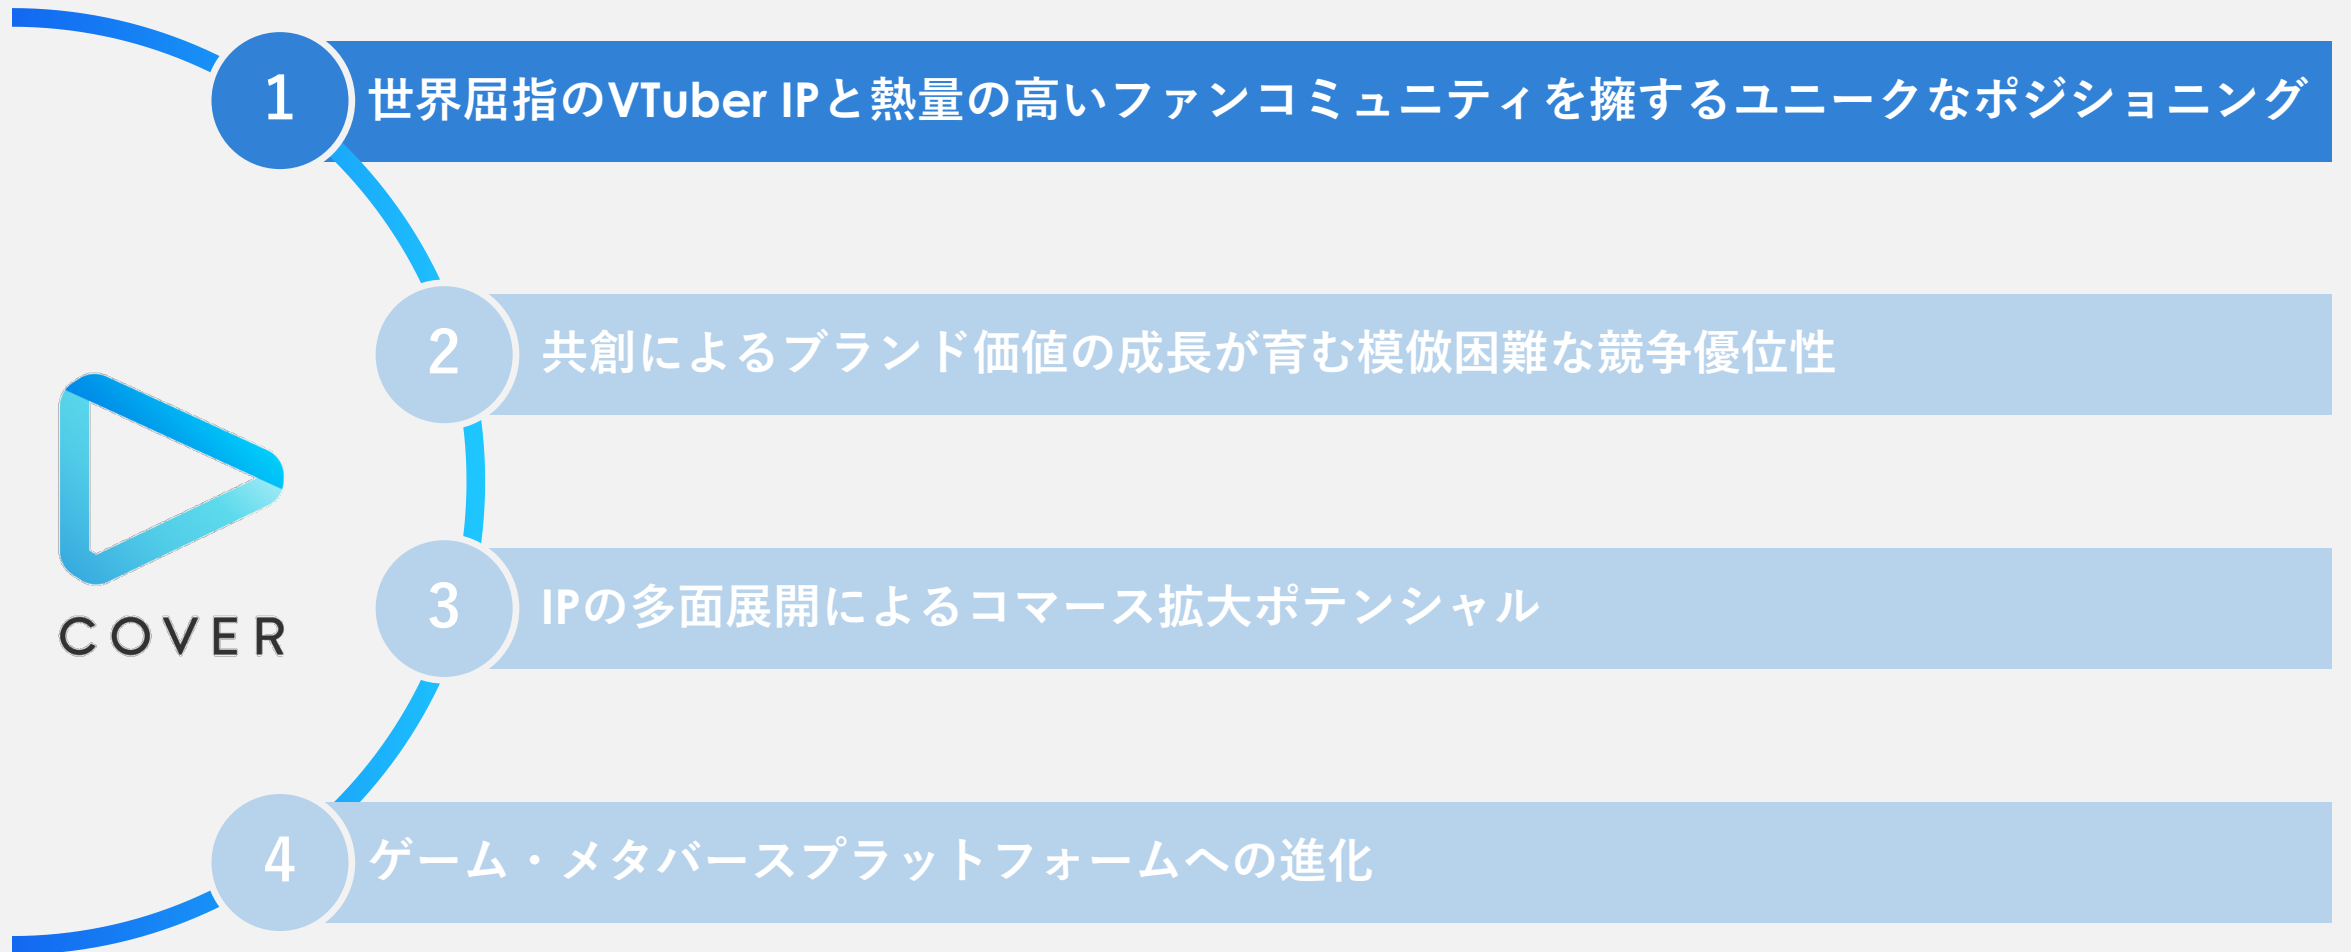 1 世界屈指のVTuber IPと熱量の高いファンコミュニティを擁するユニークなポジショニング
2 共創によるブランド価値の成長が育む模倣困難な競争優位性
COVER
3 IPの多面展開によるコマース拡大ポテンシャル
4 ゲーム・メタバースプラットフォームへの進化